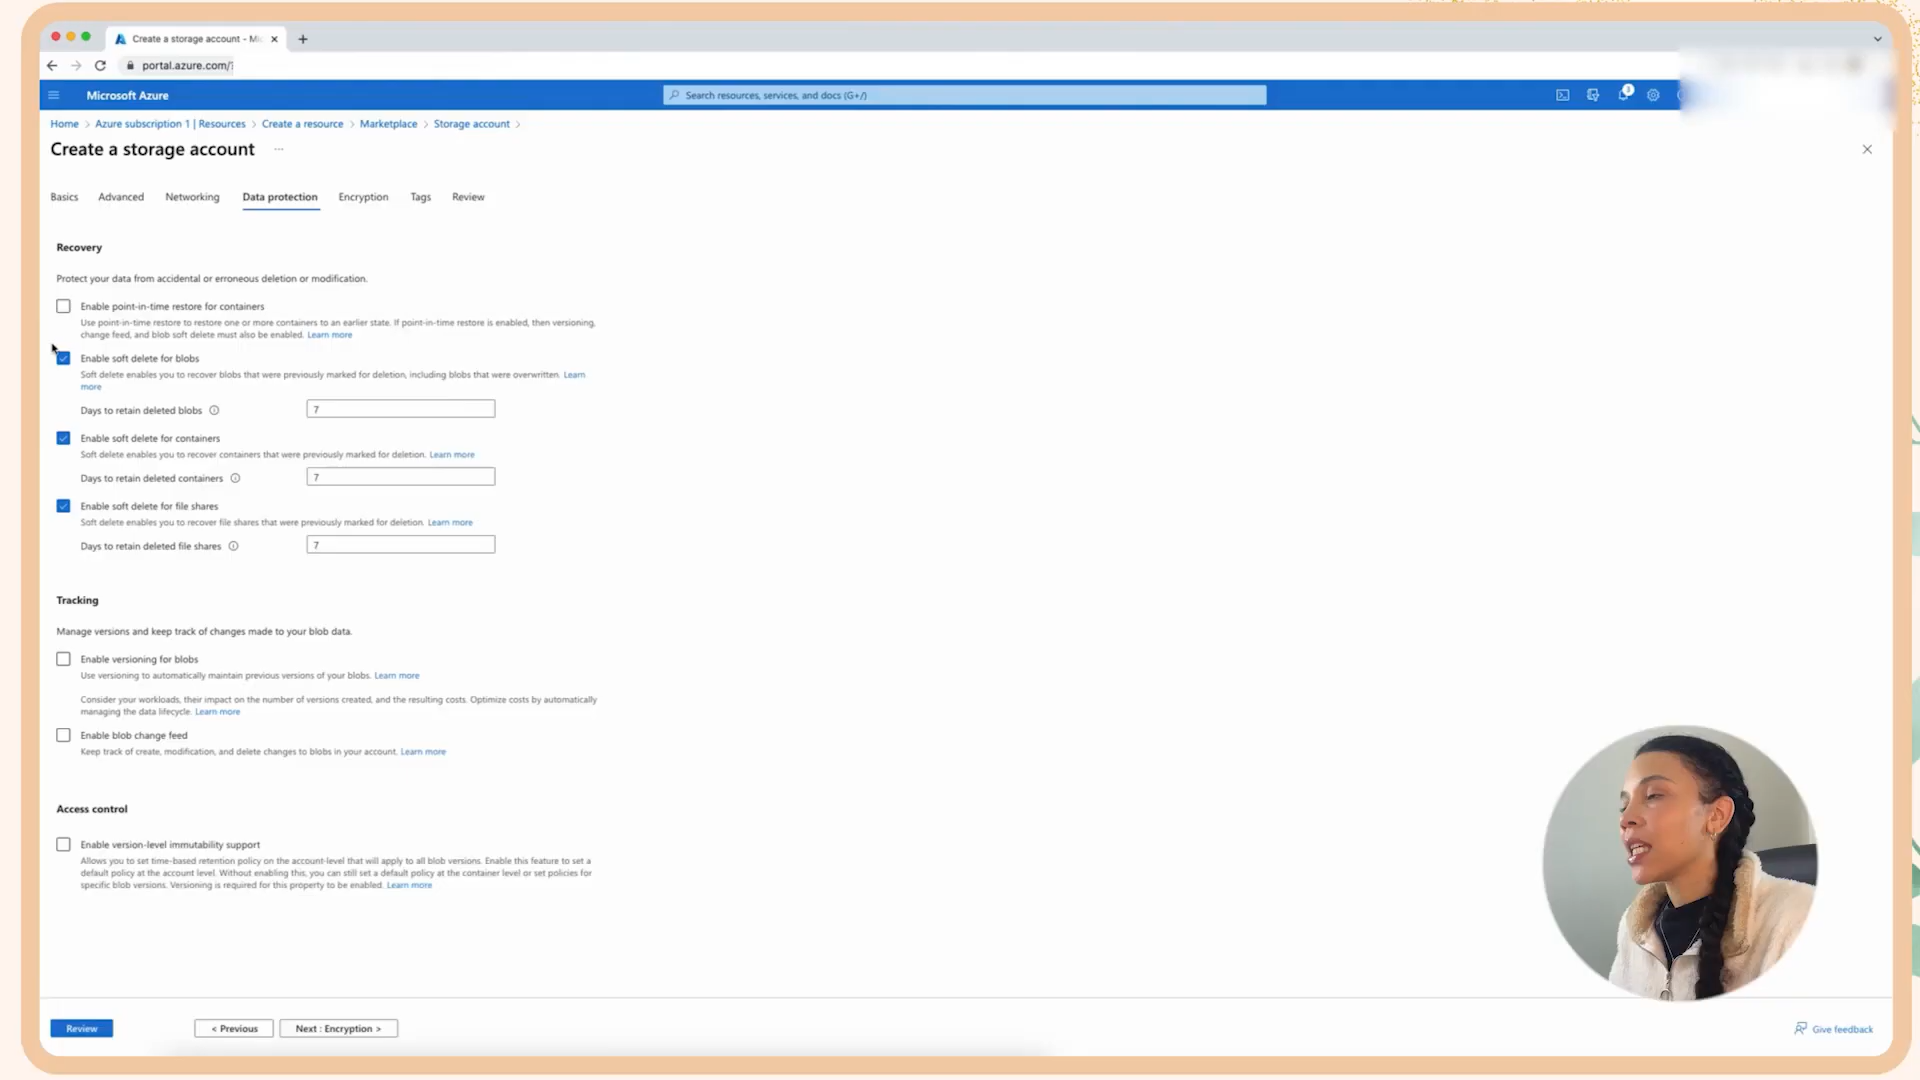 Create a storage account - Mi
portal.azure.com/?
Microsoft Azure
Search resources, services, and docs (G+/)
1
Home > Azure subscription 1 | Resources > Create a resource > Marketplace > Storage account >
Create a storage account ...
Basics Advanced Networking Data protection Encryption Tags Review
Recovery
Protect your data from accidental or erroneous deletion or modification.
Enable point-in-time restore for containers
Use point-in-time restore to restore one or more containers to an earlier state. If point-in-time restore is enabled, then versioning,
change feed, and blob soft delete must also be enabled. Learn more
Enable soft delete for blobs
Soft delete enables you to recover blobs that were previously marked for deletion, including blobs that were overwritten. Learn
more
Days to retain deleted blobs 7
Enable soft delete for containers
Soft delete enables you to recover containers that were previously marked for deletion. Learn more
Days to retain deleted containers 7
Enable soft delete for file shares
Soft delete enables you to recover file shares that were previously marked for deletion. Learn more
Days to retain deleted file shares 7
Tracking
Manage versions and keep track of changes made to your blob data.
Enable versioning for blobs
Use versioning to automatically maintain previous versions of your blobs. Learn more
Consider your workloads, their impact on the number of versions created, and the resulting costs. Optimize costs by automatically
managing the data lifecycle. Learn more
Enable blob change feed
Keep track of create, modification, and delete changes to blobs in your account. Learn more
Access control
Enable version-level immutability support
Allows you to set time-based retention policy on the account-level that will apply to all blob versions. Enable this feature to set a
default policy at the account level. Without enabling this, you can still set a default policy at the container level or set policies for
specific blob versions. Versioning is required for this property to be enabled. Learn more
Review < Previous Next : Encryption > Give feedback